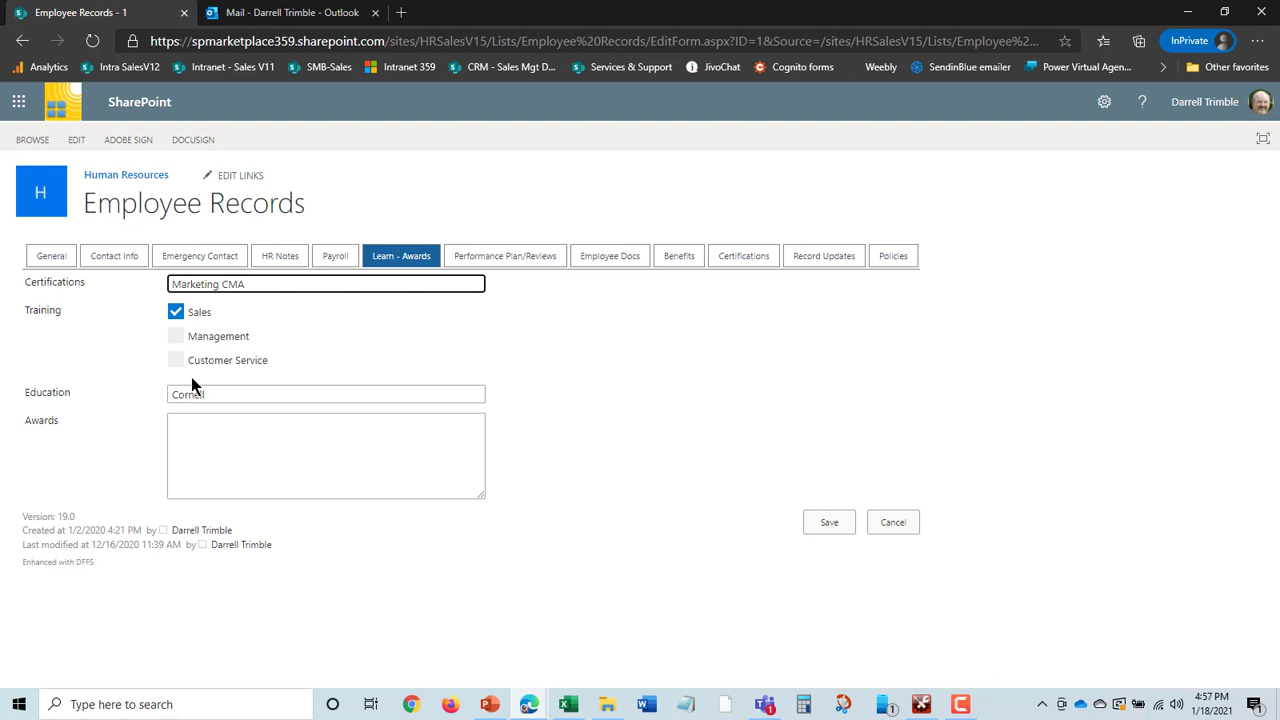 Employee Records - 1
Mail - Darrell Trimble - Outlook
https://spmarketplace359.sharepoint.com/sites/HRSalesV15/Lists/Employee%20Records/EditForm.aspx?ID=1&Source=/sites/HRSalesV15/Lists/Employee%2...
InPrivate
Analytics
Intra SalesV12
Intranet - Sales V11
SMB-Sales
Intranet 359
CRM - Sales Mgt D...
Services & Support
JivoChat
Cognito forms
Weebly
SendinBlue emailer
Power Virtual Agen...
Other favorites
SharePoint
?
Darrell Trimble
BROWSE
EDIT
ADOBE SIGN
DOCUSIGN
H
Human Resources
EDIT LINKS
Employee Records
General
Contact Info
Emergency Contact
HR Notes
Payroll
Learn - Awards
Performance Plan/Reviews
Employee Docs
Benefits
Certifications
Record Updates
Policies
Certifications
Marketing CMA
Training
Sales
Management
Customer Service
Education
Cornell
Awards
Version: 19.0
Created at 1/2/2020 4:21 PM by Darrell Trimble
Last modified at 12/16/2020 11:39 AM by Darrell Trimble
Enhanced with DFFS
Save
Cancel
Type here to search
1
1
4:57 PM
1/18/2021
1